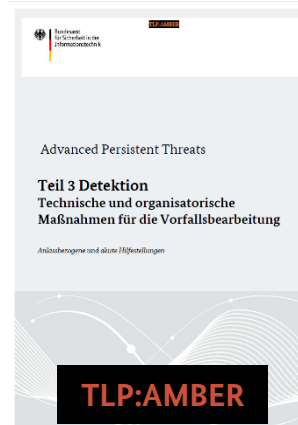 Bundesamt
für Sicherheit in der
Informationstechnik
TLP:AMBER
Advanced Persistent Threats
Teil 3 Detektion
Technische und organisatorische
Maßnahmen für die Vorfallsbearbeitung
Anlassbezogene und akute Hilfestellungen
TLP:AMBER